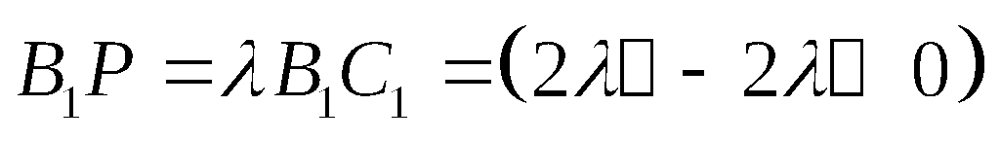 B₁P = λB₁C₁ = (2λ□ - 2λ□ 0)